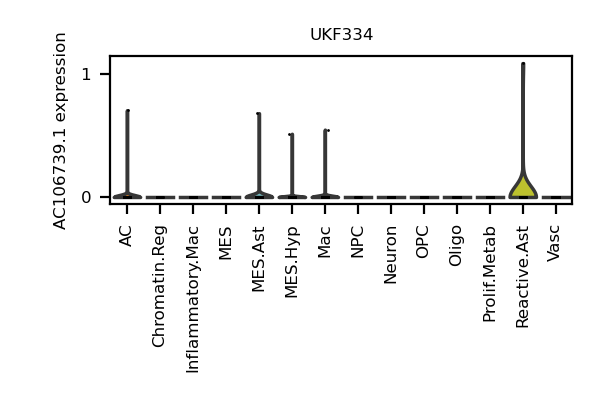 UKF334
AC106739.1 expression
1
0
AC
Chromatin.Reg
Inflammatory.Mac
MES
MES.Ast
MES.Hyp
Mac
NPC
Neuron
OPC
Oligo
Prolif.Metab
Reactive.Ast
Vasc